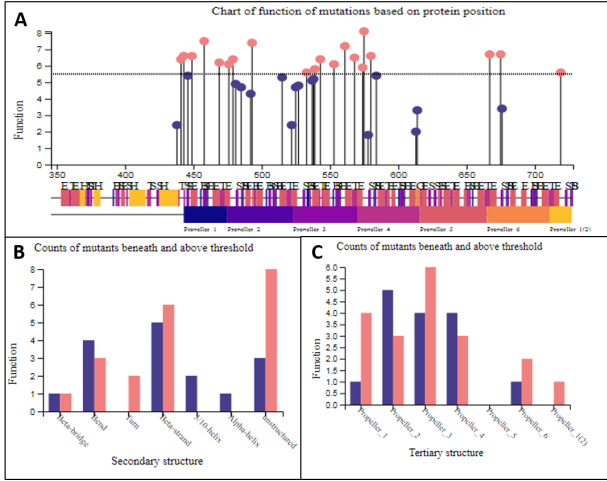 A
Chart of function of mutations based on protein position
8
7
6
5
4
3
2
1
0
Function
350 400 450 500 550 600 650 700
Propeller 1 Propeller 2 Propeller 3 Propeller 4 Propeller 5 Propeller 6 Propeller 1(2)
B
Counts of mutants beneath and above threshold
8
7
6
5
4
3
2
1
0
Function
Beta-bridge
Bend
Turn
Beta-strand
3/10-helix
Alpha-helix
unstructured
Secondary structure
C
Counts of mutants beneath and above threshold
6.0
5.5
5.0
4.5
4.0
3.5
3.0
2.5
2.0
1.5
1.0
0.5
0.0
Function
Propeller_1
Propeller_2
Propeller_3
Propeller_4
Propeller_5
Propeller_6
Propeller_1(2)
Tertiary structure